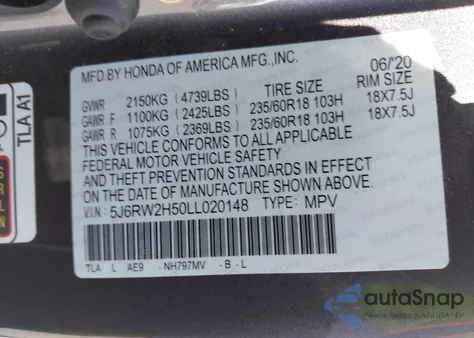 MFD.BY HONDA OF AMERICA MFG.,INC. 06/20
GVWR 2150KG (4739LBS) TIRE SIZE RIM SIZE
GAWR F 1100KG (2425LBS) 235/60R18 103H 18X7.5J
GAWR R 1075KG (2369LBS) 235/60R18 103H 18X7.5J
THIS VEHICLE CONFORMS TO ALL APPLICABLE
FEDERAL MOTOR VEHICLE SAFETY
AND THEFT PREVENTION STANDARDS IN EFFECT
ON THE DATE OF MANUFACTURE SHOWN ABOVE.
V.I.N: 5J6RW2H50LL020148 TYPE: MPV
TLA L AE9 -NH797MV -B-L
TLA A1
autoSnap